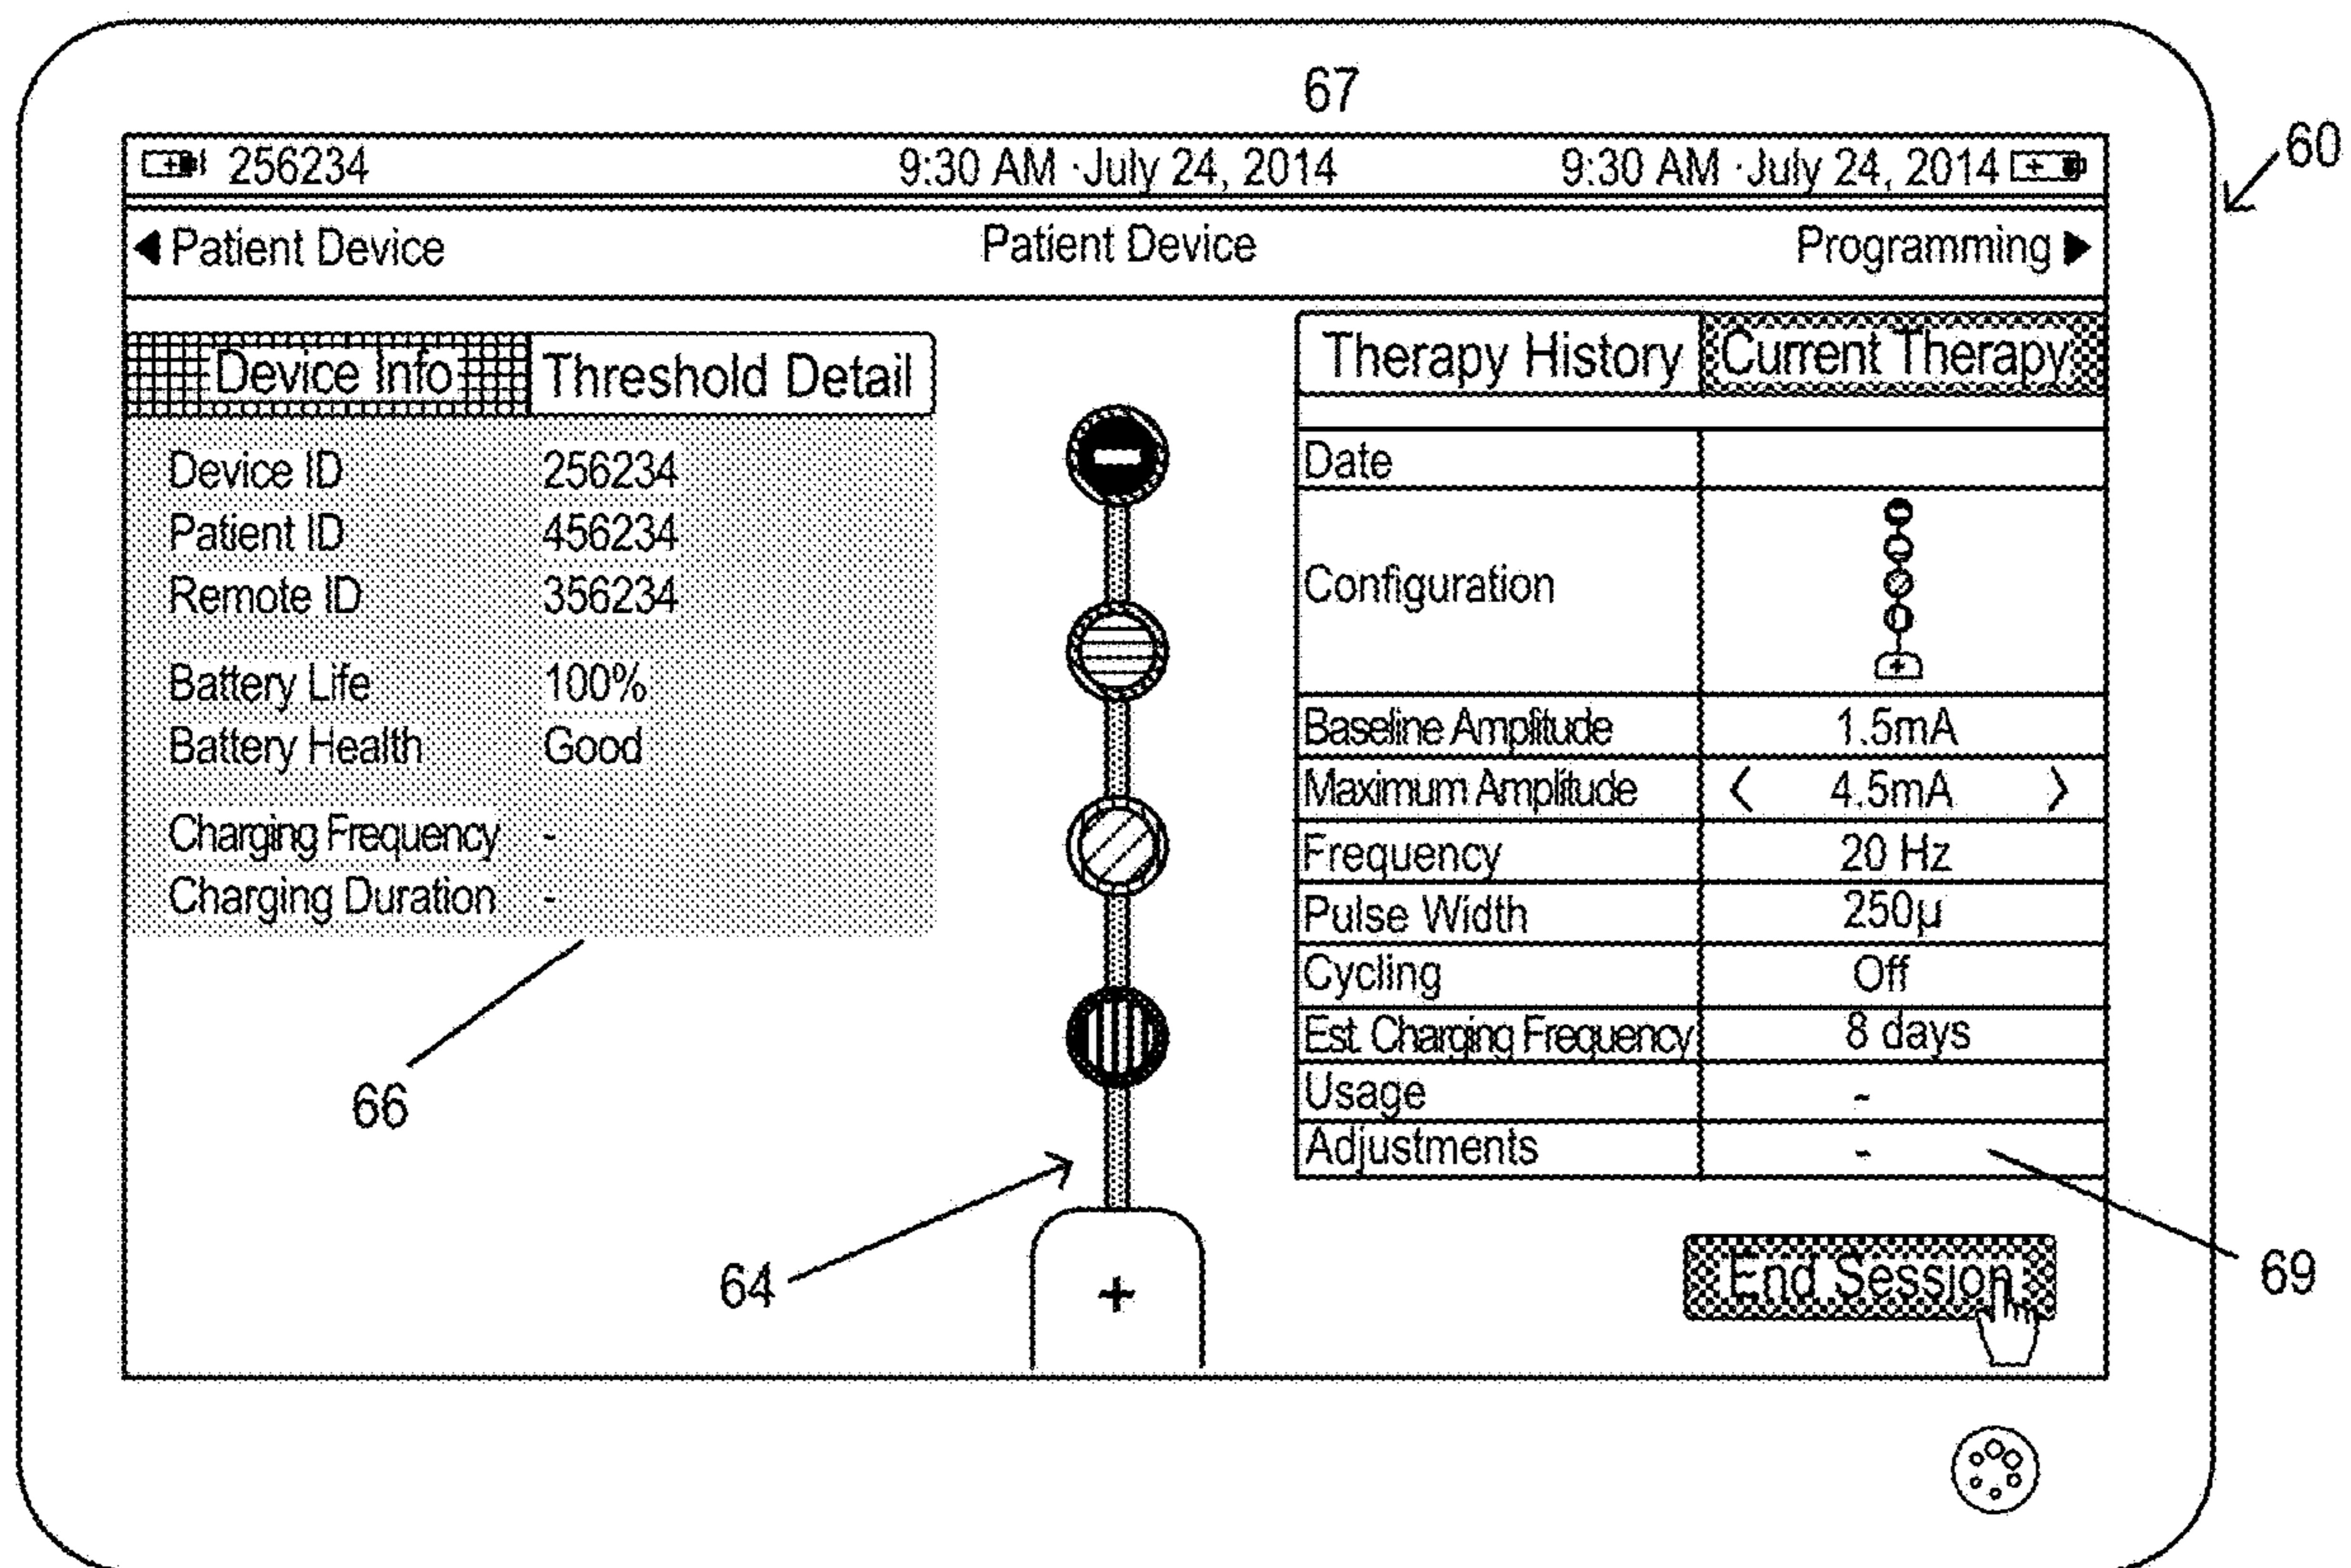 67
256234 9:30 AM · July 24, 2014 9:30 AM · July 24, 2014
60
Patient Device Patient Device Programming
Device Info Threshold Detail
Device ID 256234
Patient ID 456234
Remote ID 356234
Battery Life 100%
Battery Health Good
Charging Frequency -
Charging Duration -
66
64
+
Therapy History Current Therapy
Date
Configuration
+
Baseline Amplitude 1.5mA
Maximum Amplitude < 4.5mA >
Frequency 20 Hz
Pulse Width 250µ
Cycling Off
Est. Charging Frequency 8 days
Usage -
Adjustments -
69
End Session